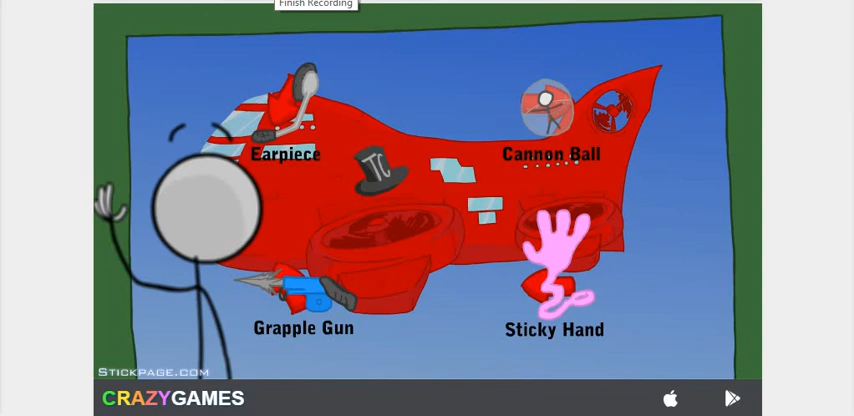 Finish Recording
Earpiece
Cannon Ball
TC
Grapple Gun
Sticky Hand
STICKPAGE.COM
CRAZYGAMES